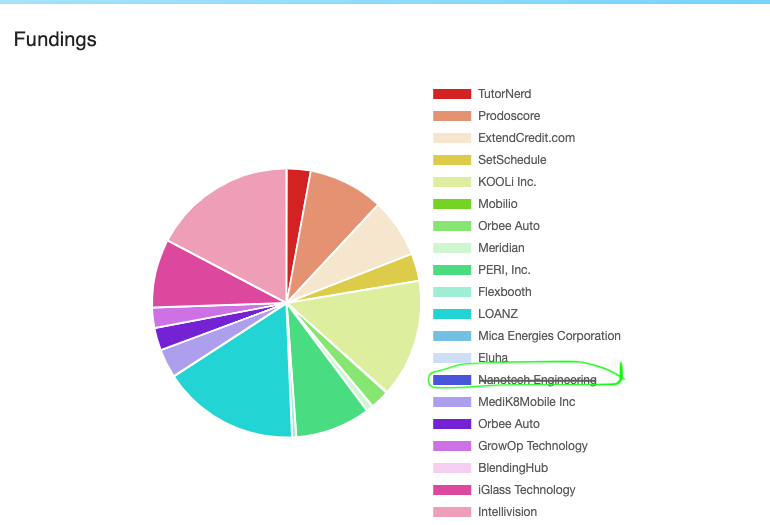 Fundings
TutorNerd
Prodoscore
ExtendCredit.com
SetSchedule
KOOLi Inc.
Mobilio
Orbee Auto
Meridian
PERI, Inc.
Flexbooth
LOANZ
Mica Energies Corporation
Eluha
Nanotech Engineering
MediK8Mobile Inc
Orbee Auto
GrowOp Technology
BlendingHub
iGlass Technology
Intellivision